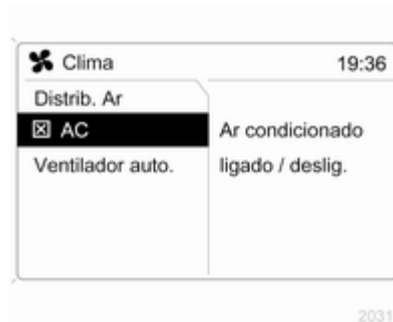 Clima 19:36
Distrib. Ar
AC Ar condicionado
Ventilador auto. ligado / deslig.
2031